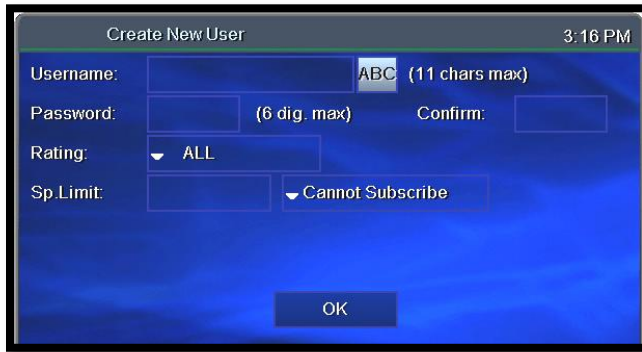 Create New User 3:16 PM
Username: ABC (11 chars max)
Password: (6 dig. max) Confirm:
Rating: ALL
Sp.Limit: Cannot Subscribe
OK